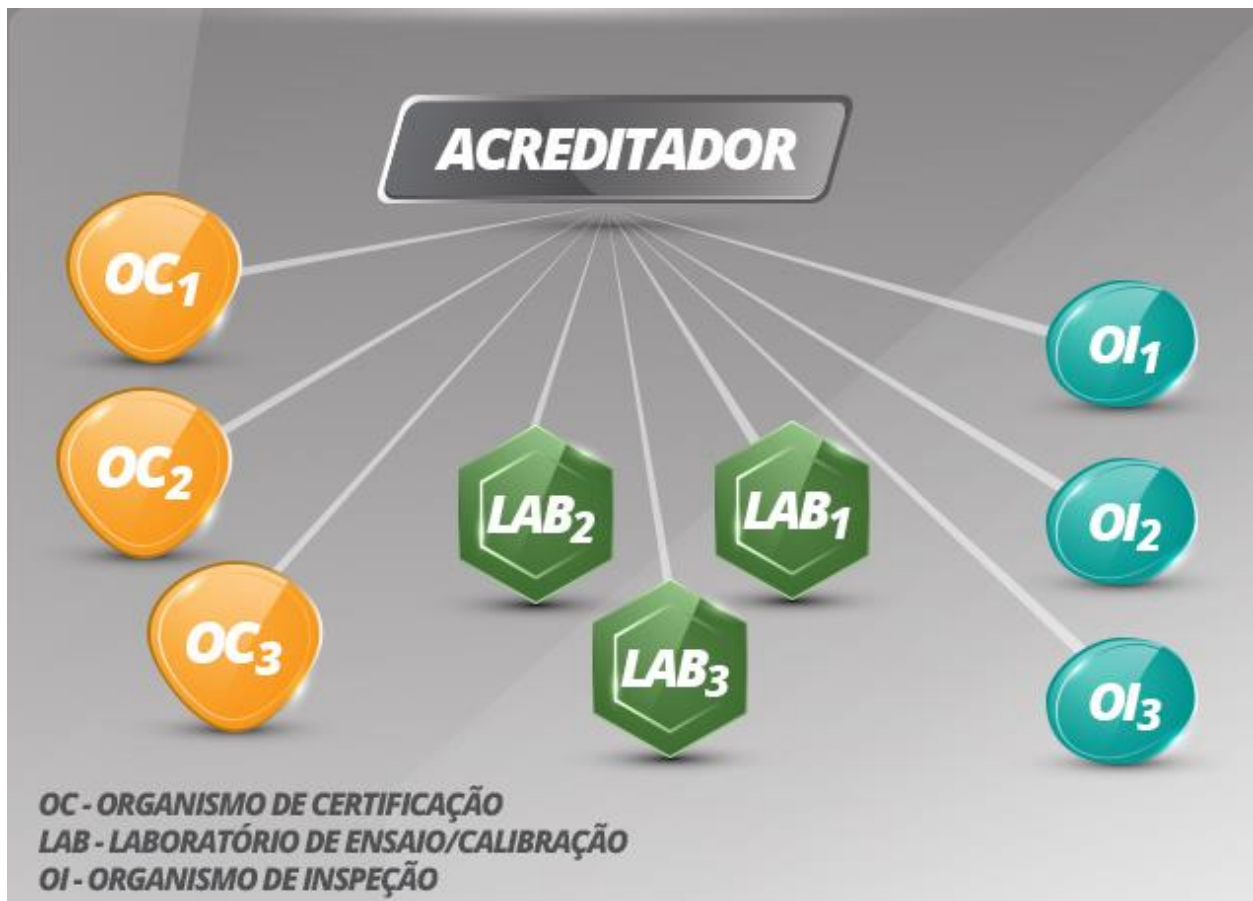 ACREDITADOR
OC1
OC2
OC3
LAB2
LAB1
LAB3
OI1
OI2
OI3
OC - ORGANISMO DE CERTIFICAÇÃO
LAB - LABORATÓRIO DE ENSAIO/CALIBRAÇÃO
OI - ORGANISMO DE INSPEÇÃO